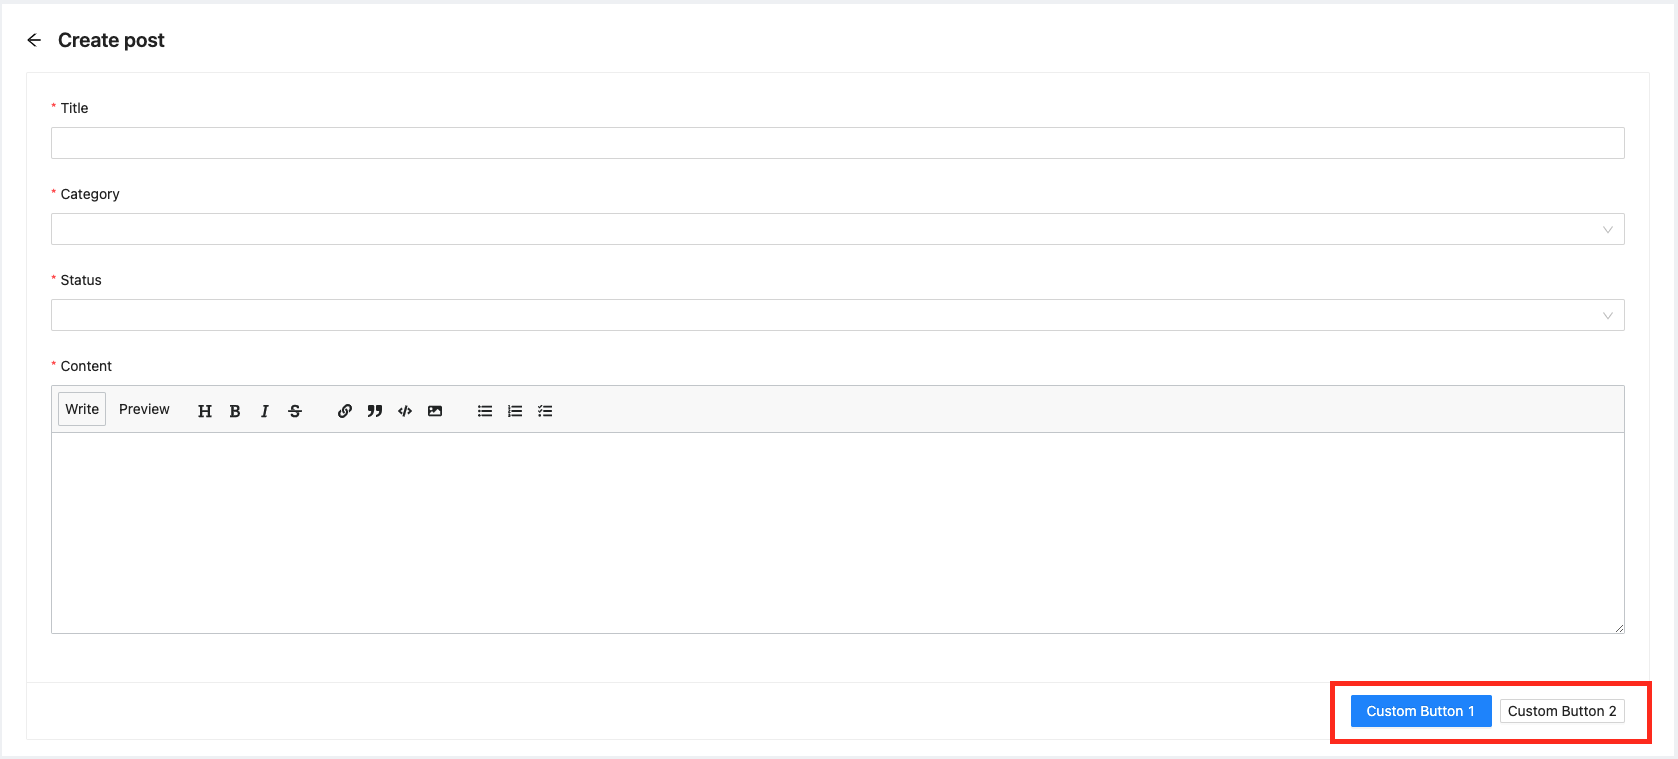 Create post
* Title
* Category
* Status
* Content
Write Preview H B I S
Custom Button 1 Custom Button 2